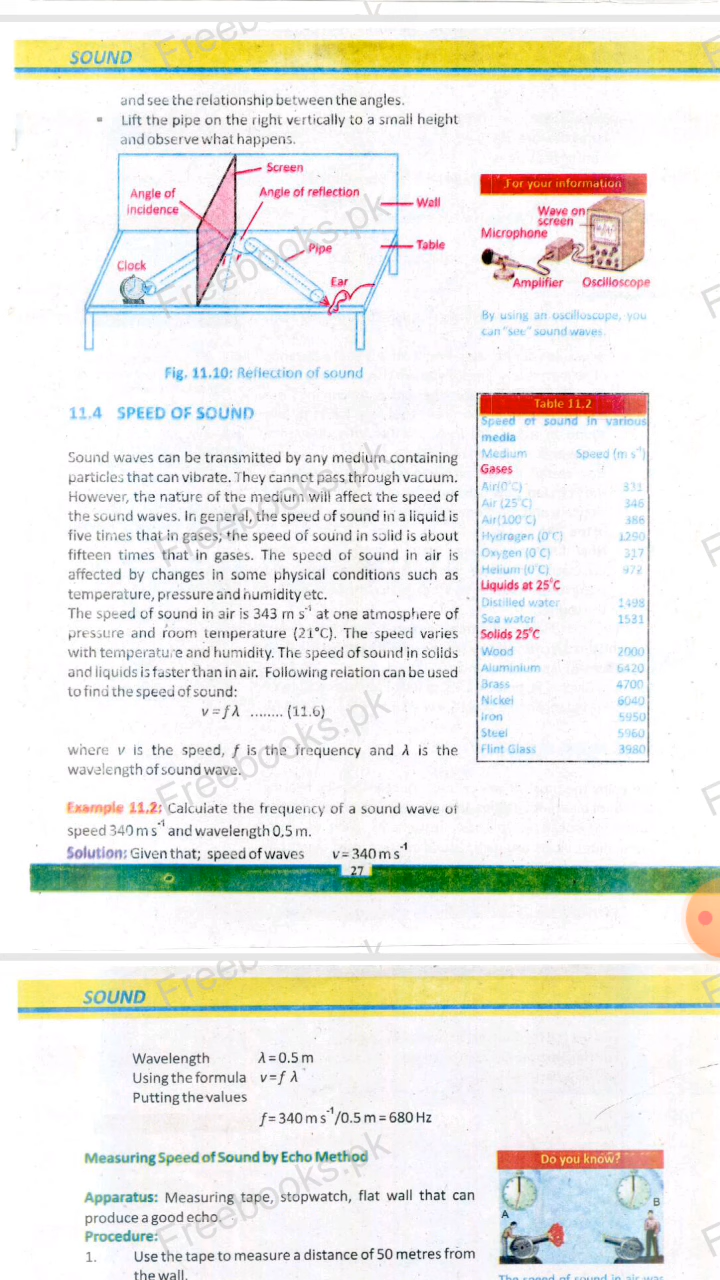 SOUND
and see the relationship between the angles.
▪ Lift the pipe on the right vertically to a small height
and observe what happens.
Screen
Angle of
incidence
Angle of reflection
Wall
Pipe
Table
Clock
Ear
Fig. 11.10: Reflection of sound
For your information
Wave on
screen
Microphone
Amplifier Oscilloscope
By using an oscilloscope, you
can "see" sound waves.
11.4 SPEED OF SOUND
Sound waves can be transmitted by any medium containing
particles that can vibrate. They cannot pass through vacuum.
However, the nature of the medium will affect the speed of
the sound waves. In general, the speed of sound in a liquid is
five times that in gases; the speed of sound in solid is about
fifteen times that in gases. The speed of sound in air is
affected by changes in some physical conditions such as
temperature, pressure and humidity etc.
The speed of sound in air is 343 m s⁻¹ at one atmosphere of
pressure and room temperature (21°C). The speed varies
with temperature and humidity. The speed of sound in solids
and liquids is faster than in air. Following relation can be used
to find the speed of sound:
v = f λ ........ (11.6)
where v is the speed, f is the frequency and λ is the
wavelength of sound wave.
Table 11.2
Speed of sound in various
media
Medium Speed (m s⁻¹)
Gases
Air(0°C) 331
Air (25°C) 346
Air(100°C) 386
Hydrogen (0°C) 1290
Oxygen (0°C) 317
Helium (0°C) 972
Liquids at 25°C
Distilled water 1498
Sea water 1531
Solids 25°C
Wood 2000
Aluminium 6420
Brass 4700
Nickel 6040
Iron 5950
Steel 5960
Flint Glass 3980
Example 11.2: Calculate the frequency of a sound wave of
speed 340 m s⁻¹ and wavelength 0.5 m.
Solution: Given that; speed of waves v = 340 m s⁻¹
27
SOUND
Wavelength λ = 0.5 m
Using the formula v = f λ
Putting the values
f = 340 m s⁻¹/0.5 m = 680 Hz
Measuring Speed of Sound by Echo Method
Apparatus: Measuring tape, stopwatch, flat wall that can
produce a good echo.
Procedure:
1. Use the tape to measure a distance of 50 metres from
the wall.
Do you know?
A
B
The speed of sound in air was
Freebooks.pk
Freebooks.pk
Freebooks.pk
Freebooks.pk